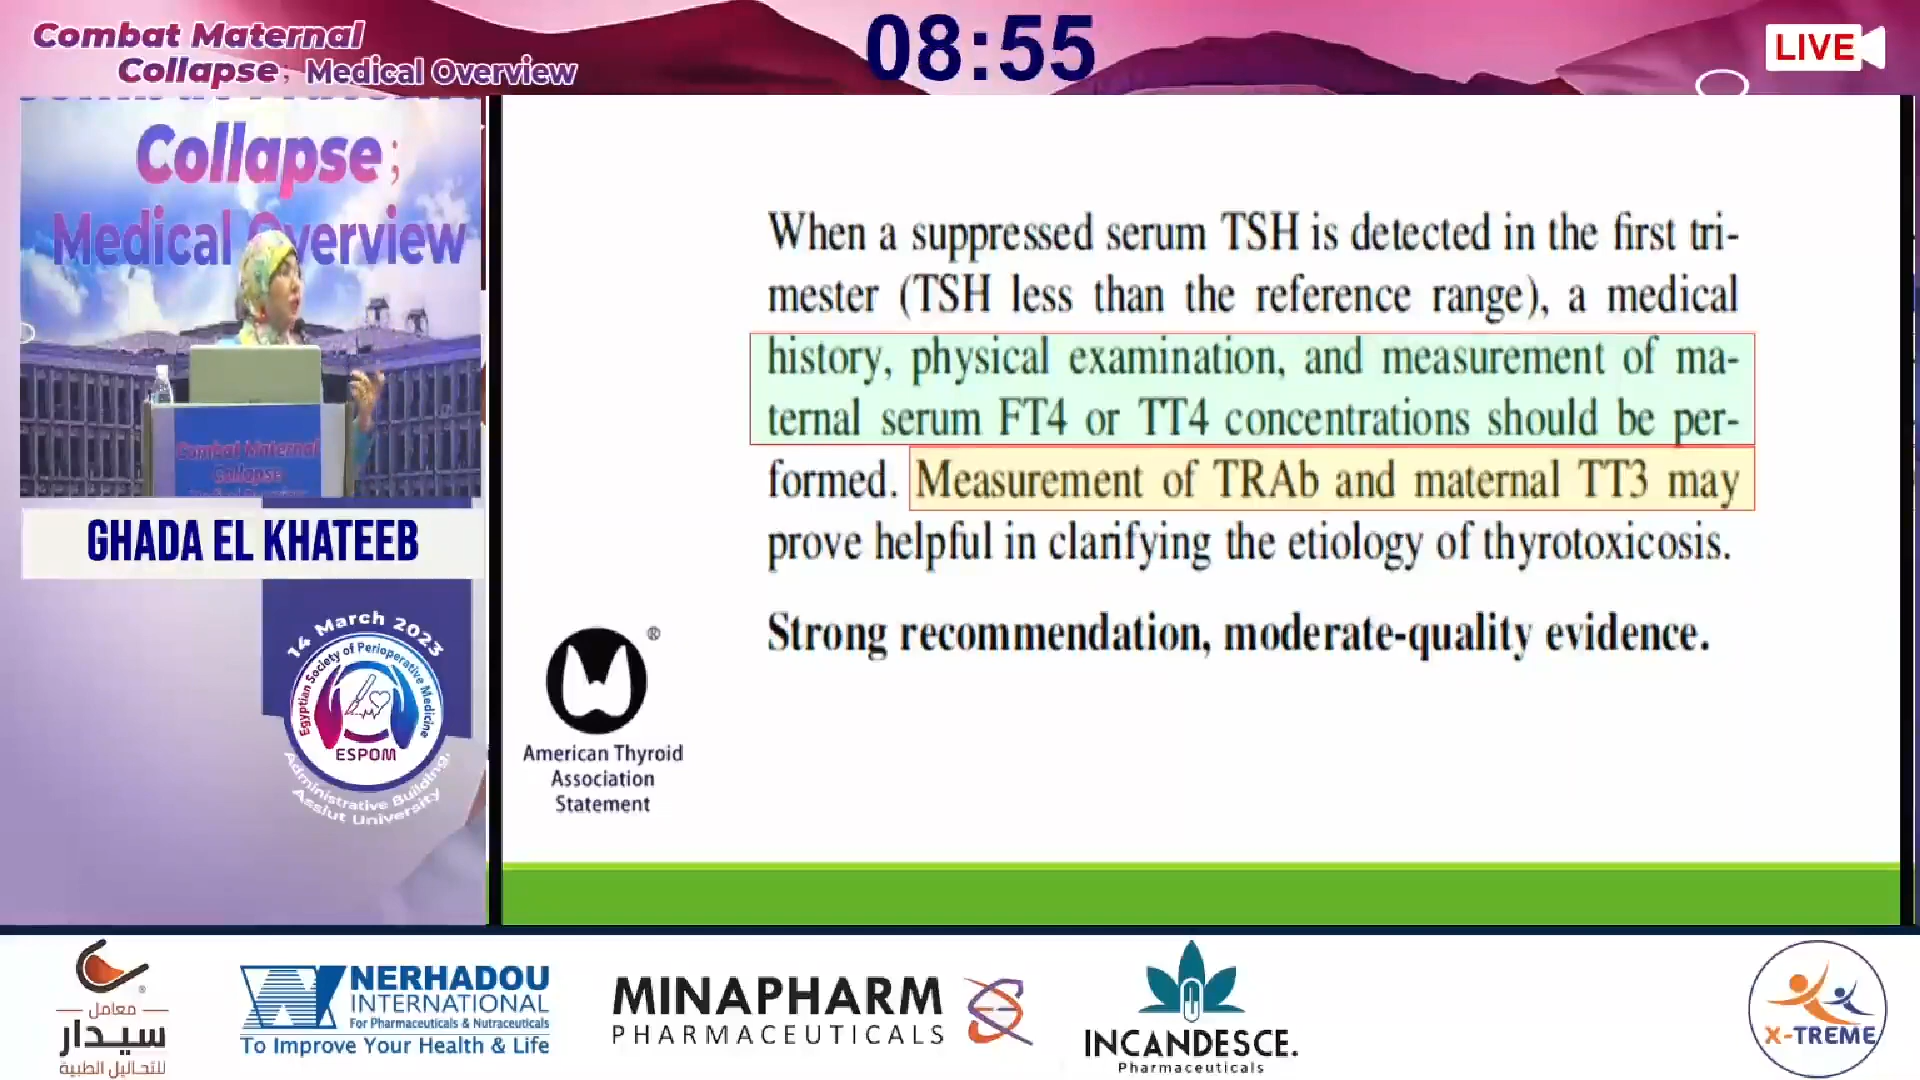 Combat Maternal
Collapse; Medical Overview
08:55
LIVE
Collapse;
Medical Overview
Combat Maternal
Collapse
GHADA EL KHATEEB
14 March 2023
Egyptian Society of Perioperative Medicine
ESPOM
Administrative Building,
Assiut University
When a suppressed serum TSH is detected in the first tri-
mester (TSH less than the reference range), a medical
history, physical examination, and measurement of ma-
ternal serum FT4 or TT4 concentrations should be per-
formed. Measurement of TRAb and maternal TT3 may
prove helpful in clarifying the etiology of thyrotoxicosis.
Strong recommendation, moderate-quality evidence.
®
American Thyroid
Association
Statement
®
معامل
سيدار
للتحاليل الطبية
NERHADOU
INTERNATIONAL
For Pharmaceuticals & Nutraceuticals
To Improve Your Health & Life
MINAPHARM
PHARMACEUTICALS
INCANDESCE.
Pharmaceuticals
X-TREME